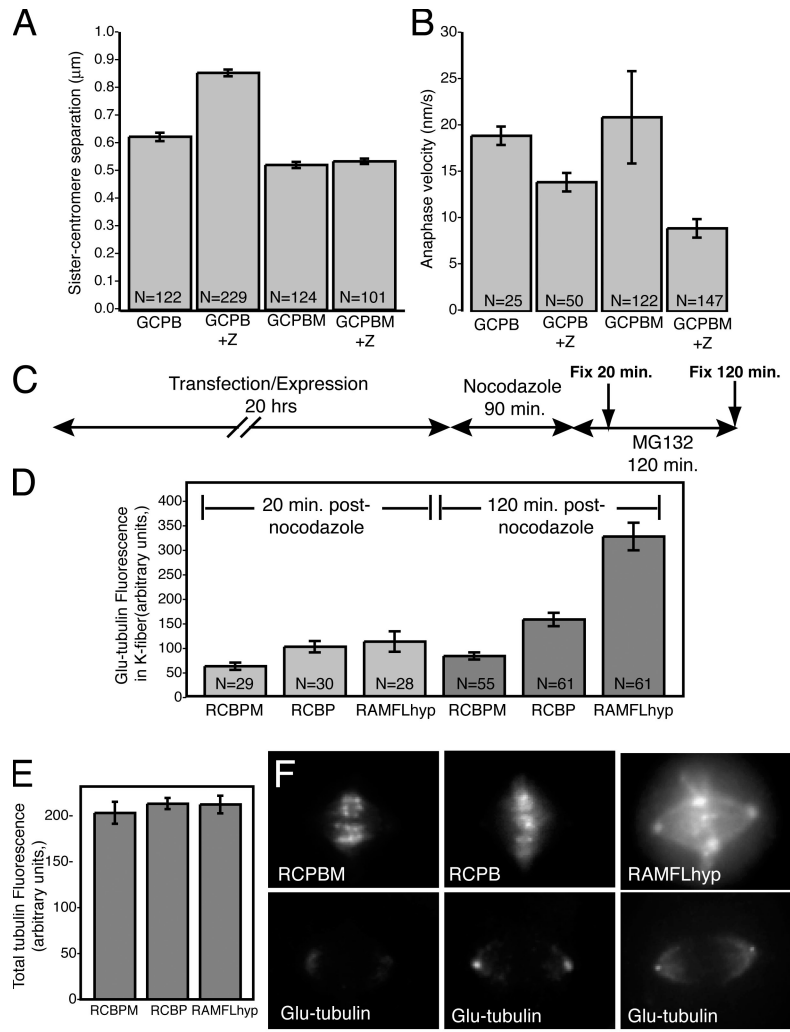 A
Sister-centromere separation (μm)
1.0
0.9
0.8
0.7
0.6
0.5
0.4
0.3
0.2
0.1
0.0
N=122
N=229
N=124
N=101
GCPB
GCPB
+Z
GCPBM
GCPBM
+Z
B
Anaphase velocity (nm/s)
30
25
20
15
10
5
0
N=25
N=50
N=122
N=147
GCPB
GCPB
+Z
GCPBM
GCPBM
+Z
C
Transfection/Expression
20 hrs
Nocodazole
90 min.
Fix 20 min.
Fix 120 min.
MG132
120 min.
D
Glu-tubulin Fluorescence
in K-fiber(arbitrary units,)
400
350
300
250
200
150
100
50
0
20 min. post-
nocodazole
120 min. post-
nocodazole
N=29
N=30
N=28
N=55
N=61
N=61
RCBPM
RCBP
RAMFLhyp
RCBPM
RCBP
RAMFLhyp
E
Total tubulin Fluorescence
(arbitrary units,)
200-
150-
100
50
0
RCBPM
RCBP
RAMFLhyp
F
RCPBM
RCPB
RAMFLhyp
Glu-tubulin
Glu-tubulin
Glu-tubulin